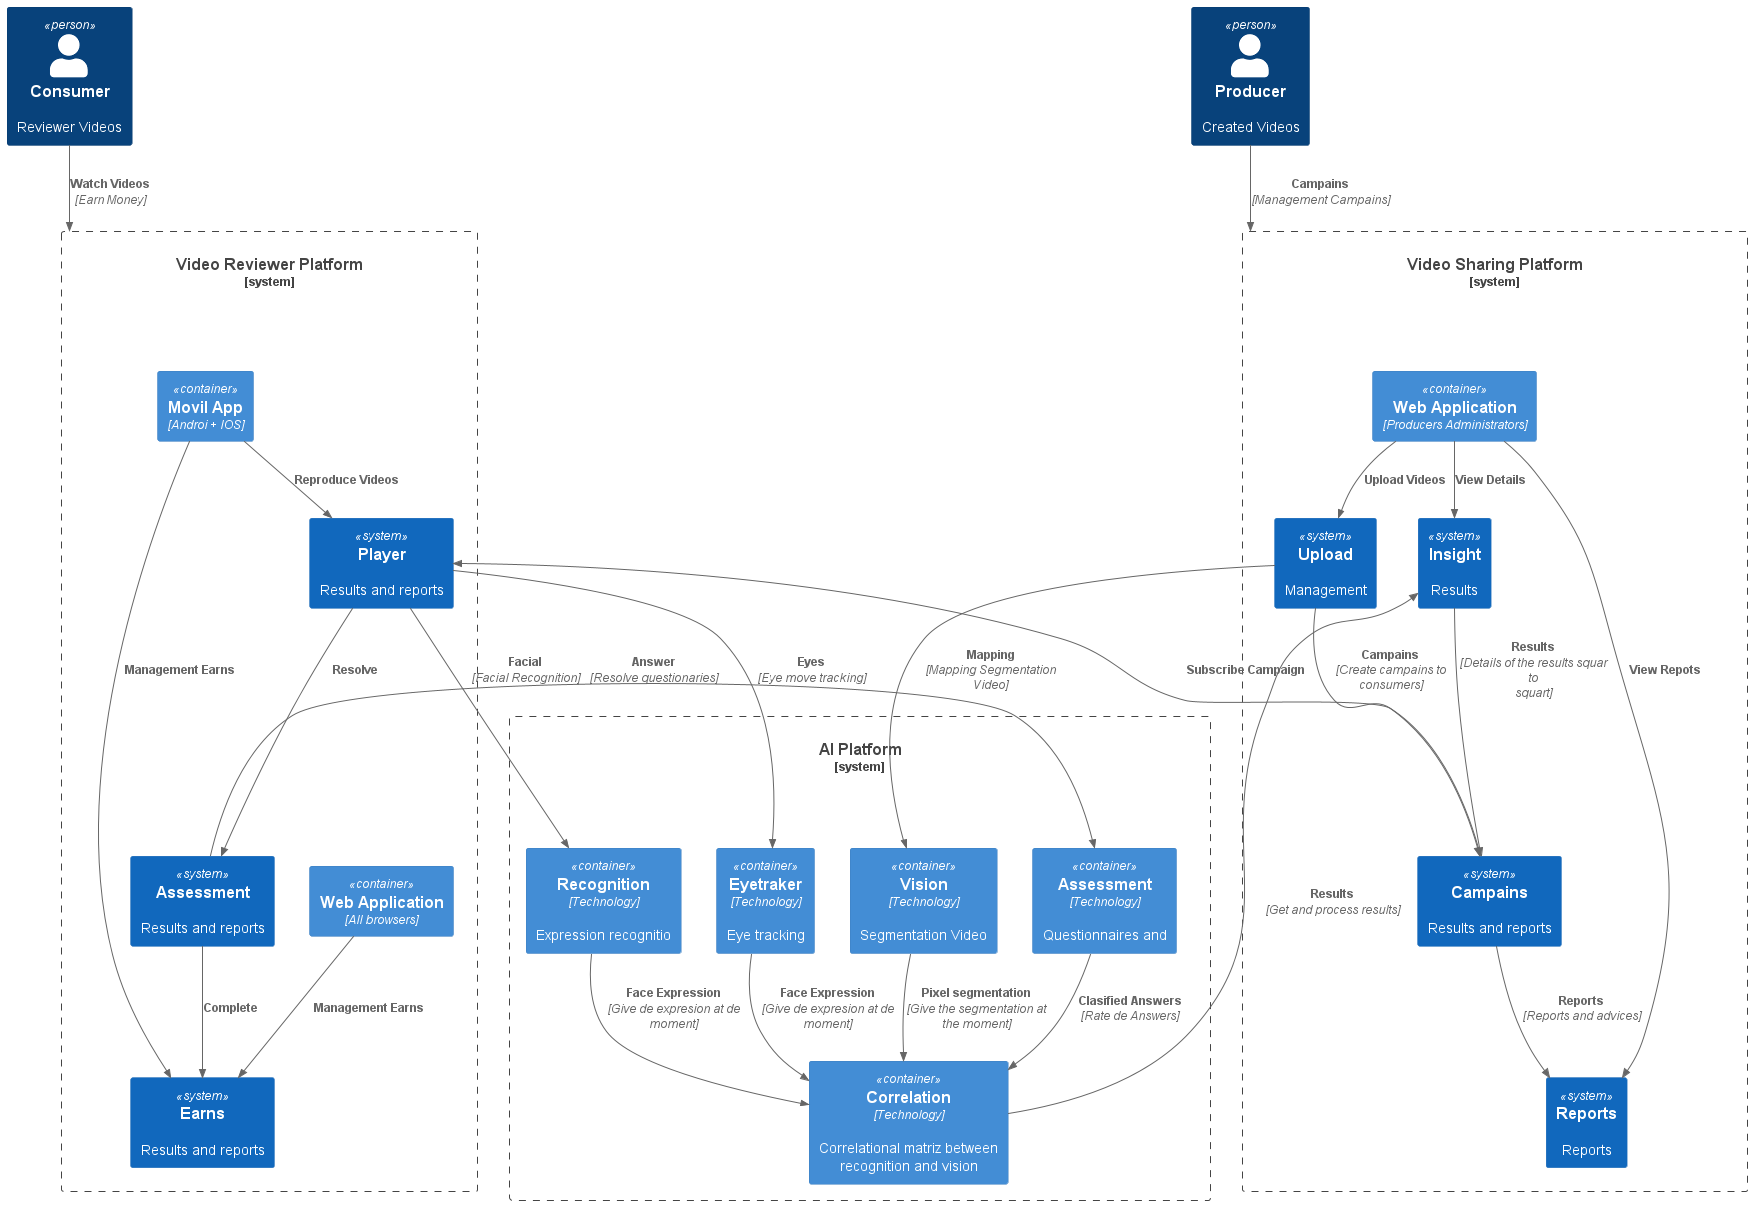 «person»
Consumer
Reviewer Videos
«person»
Producer
Created Videos
Watch Videos
[Earn Money]
Campains
[Management Campains]
Video Reviewer Platform
[system]
Video Sharing Platform
[system]
«container»
Movil App
[Androi + IOS]
«container»
Web Application
[Producers Administrators]
Reproduce Videos
Upload Videos
View Details
«system»
Player
Results and reports
«system»
Upload
Management
«system»
Insight
Results
Management Earns
Resolve
Facial
[Facial Recognition]
Answer
[Resolve questionaries]
Eyes
[Eye move tracking]
Mapping
[Mapping Segmentation
Video]
Subscribe Campaign
Campains
[Create campains to
consumers]
Results
[Details of the results squar
to
squart]
View Repots
AI Platform
[system]
«system»
Assessment
Results and reports
«container»
Web Application
[All browsers]
«container»
Recognition
[Technology]
Expression recognitio
«container»
Eyetraker
[Technology]
Eye tracking
«container»
Vision
[Technology]
Segmentation Video
«container»
Assessment
[Technology]
Questionnaires and
Results
[Get and process results]
«system»
Campains
Results and reports
Complete
Management Earns
Face Expression
[Give de expresion at de
moment]
Face Expression
[Give de expresion at de
moment]
Pixel segmentation
[Give the segmentation at
the moment]
Clasified Answers
[Rate de Answers]
Reports
[Reports and advices]
«system»
Earns
Results and reports
«container»
Correlation
[Technology]
Correlational matriz between
recognition and vision
«system»
Reports
Reports